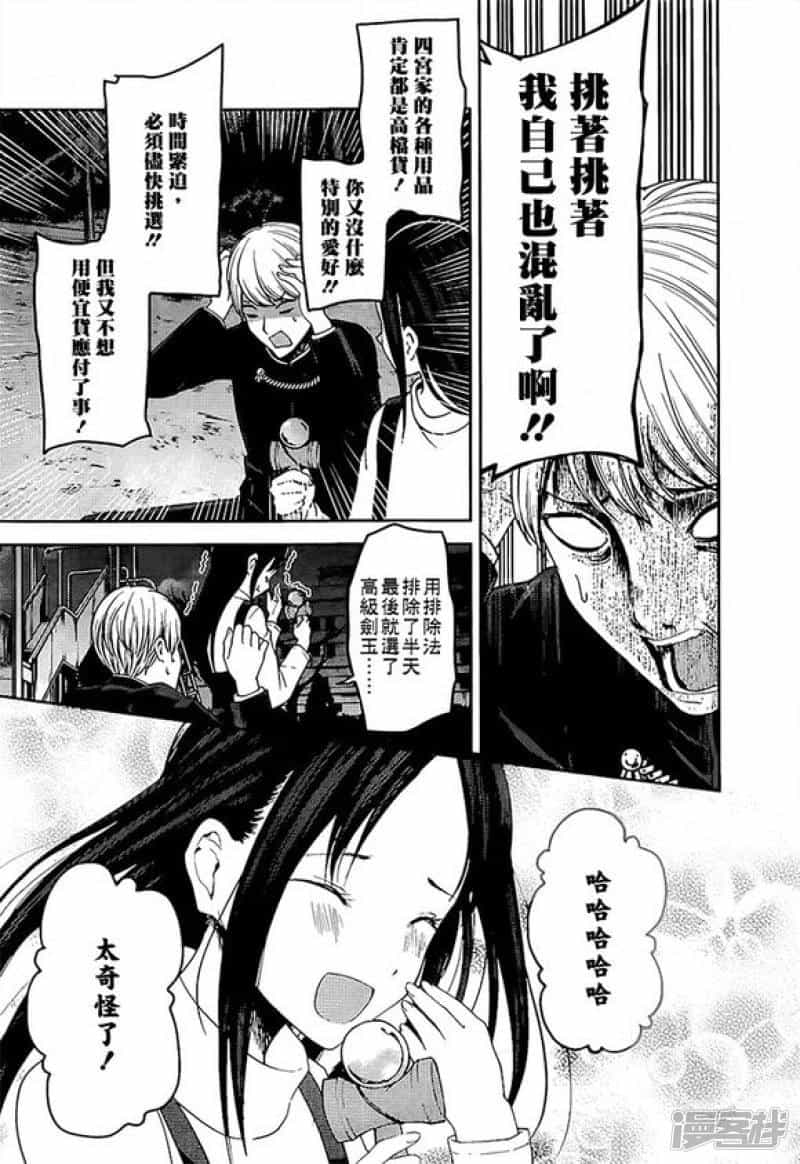 挑著挑著
我自己也混亂了啊!!
四宮家的各種用品
肯定都是高檔貨！
你又沒什麼
特別的愛好!!
時間緊迫，
必須儘快挑選!!
但我又不想
用便宜貨應付了事！
用排除法
排除了半天
最後就選了
高級劍玉……
哈哈哈哈哈
太奇怪了！
漫客栈